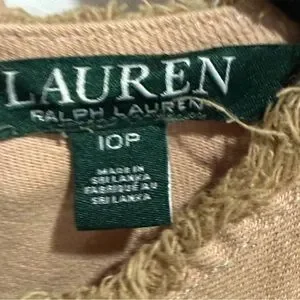 LAUREN
RALPH LAUREN
10P
MADE IN
SRI LANKA
FABRIQUÉ AU
SRI LANKA